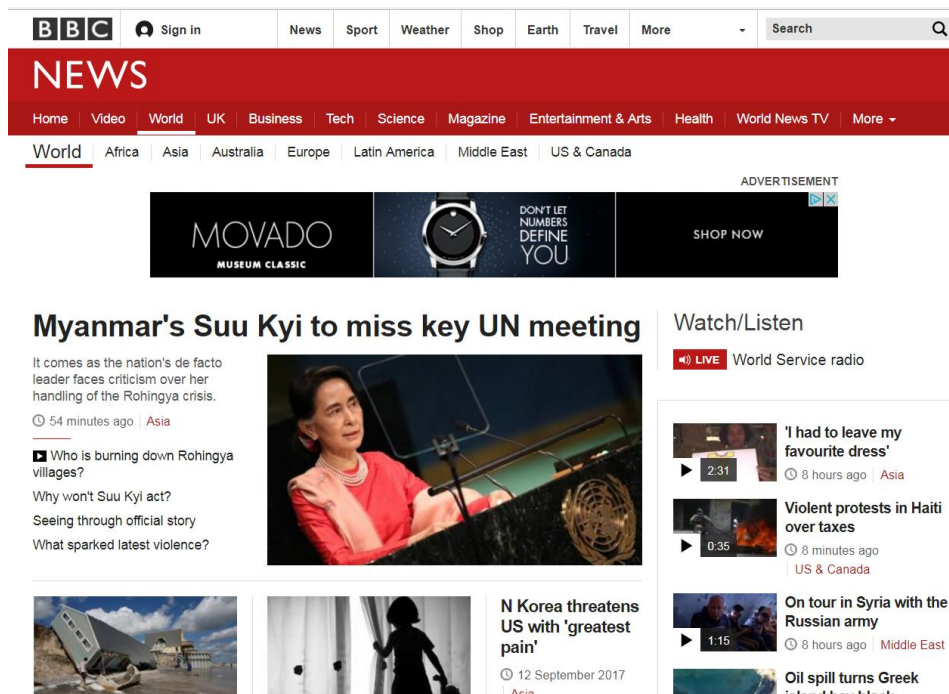 BBC Sign in News Sport Weather Shop Earth Travel More Search
NEWS
Home Video World UK Business Tech Science Magazine Entertainment & Arts Health World News TV More
World Africa Asia Australia Europe Latin America Middle East US & Canada
ADVERTISEMENT
MOVADO
MUSEUM CLASSIC
DON'T LET
NUMBERS
DEFINE
YOU
SHOP NOW
Myanmar's Suu Kyi to miss key UN meeting
It comes as the nation's de facto
leader faces criticism over her
handling of the Rohingya crisis.
54 minutes ago Asia
Who is burning down Rohingya
villages?
Why won't Suu Kyi act?
Seeing through official story
What sparked latest violence?
N Korea threatens
US with 'greatest
pain'
12 September 2017
Asia
Watch/Listen
LIVE World Service radio
2:31
'I had to leave my
favourite dress'
8 hours ago Asia
0:35
Violent protests in Haiti
over taxes
8 minutes ago
US & Canada
1:15
On tour in Syria with the
Russian army
8 hours ago Middle East
Oil spill turns Greek